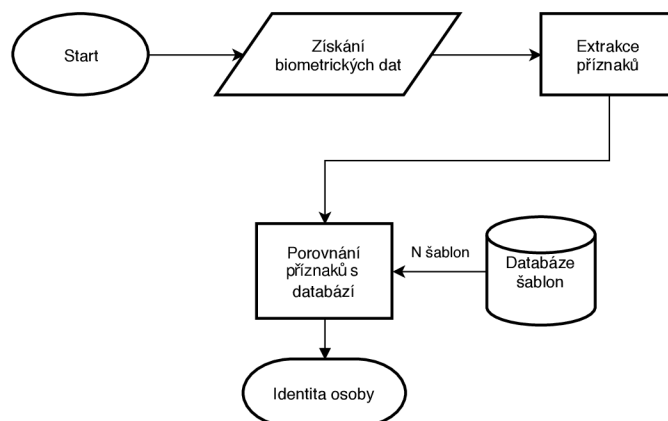 Start
Získání
biometrických dat
Extrakce
příznaků
Porovnání
příznaků s
databází
N šablon
Databáze
šablon
Identita osoby